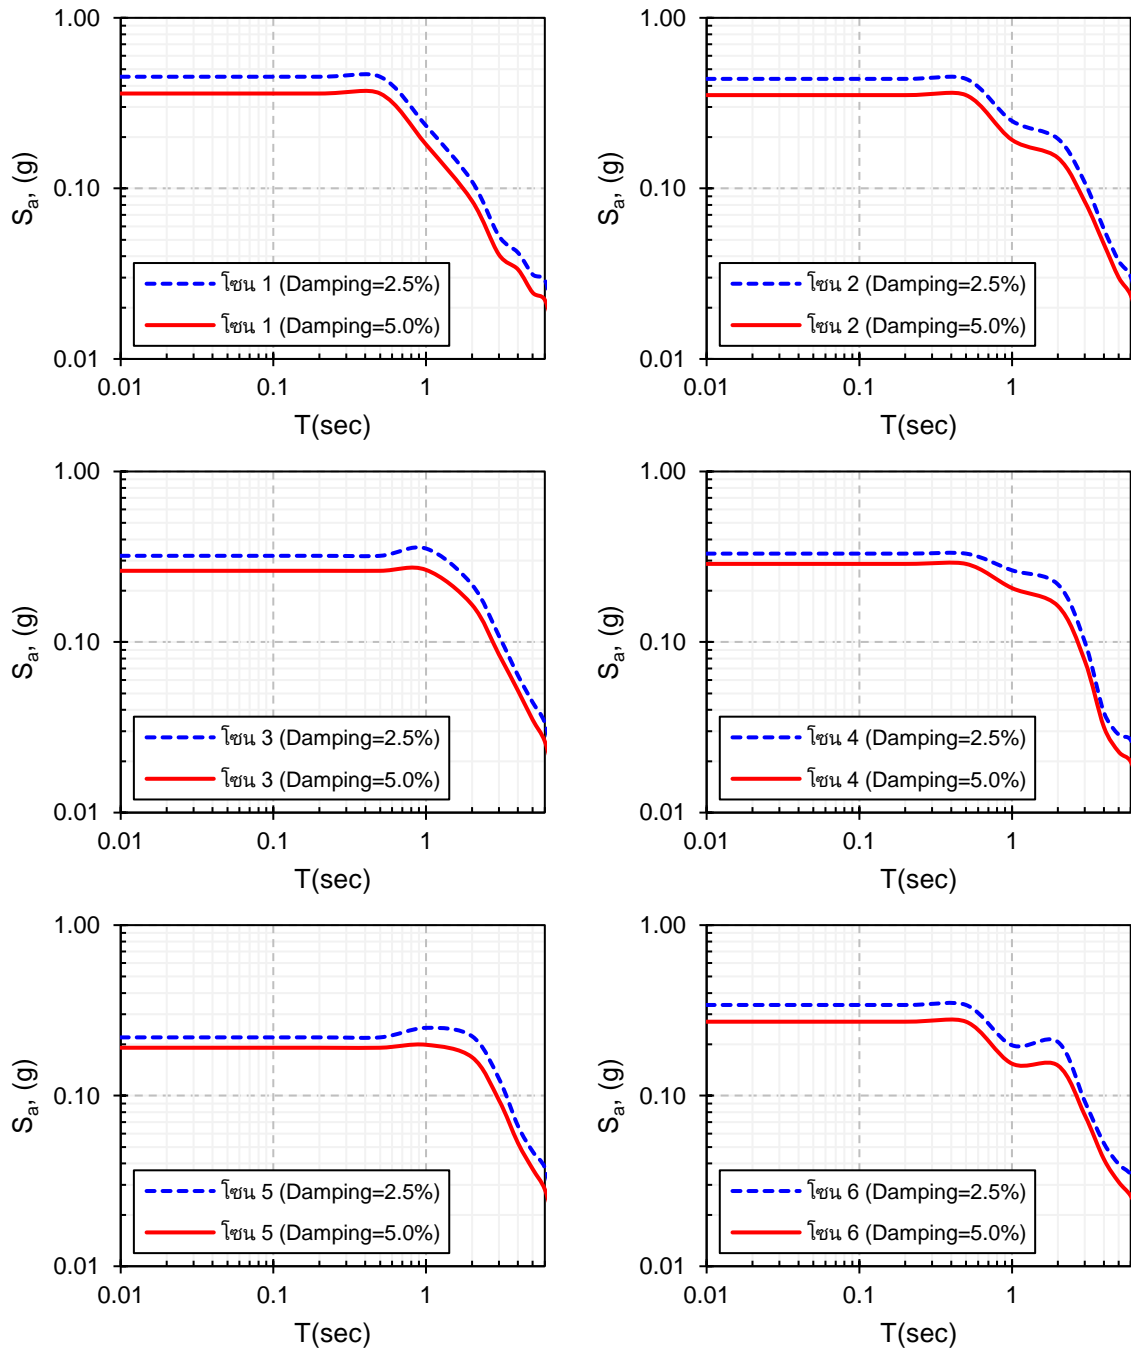 1.00
0.10
0.01
Sa, (g)
โซน 1 (Damping=2.5%)
โซน 1 (Damping=5.0%)
0.01 0.1 1
T(sec)
1.00
0.10
0.01
Sa, (g)
โซน 2 (Damping=2.5%)
โซน 2 (Damping=5.0%)
0.01 0.1 1
T(sec)
1.00
0.10
0.01
Sa, (g)
โซน 3 (Damping=2.5%)
โซน 3 (Damping=5.0%)
0.01 0.1 1
T(sec)
1.00
0.10
0.01
Sa, (g)
โซน 4 (Damping=2.5%)
โซน 4 (Damping=5.0%)
0.01 0.1 1
T(sec)
1.00
0.10
0.01
Sa, (g)
โซน 5 (Damping=2.5%)
โซน 5 (Damping=5.0%)
0.01 0.1 1
T(sec)
1.00
0.10
0.01
Sa, (g)
โซน 6 (Damping=2.5%)
โซน 6 (Damping=5.0%)
0.01 0.1 1
T(sec)